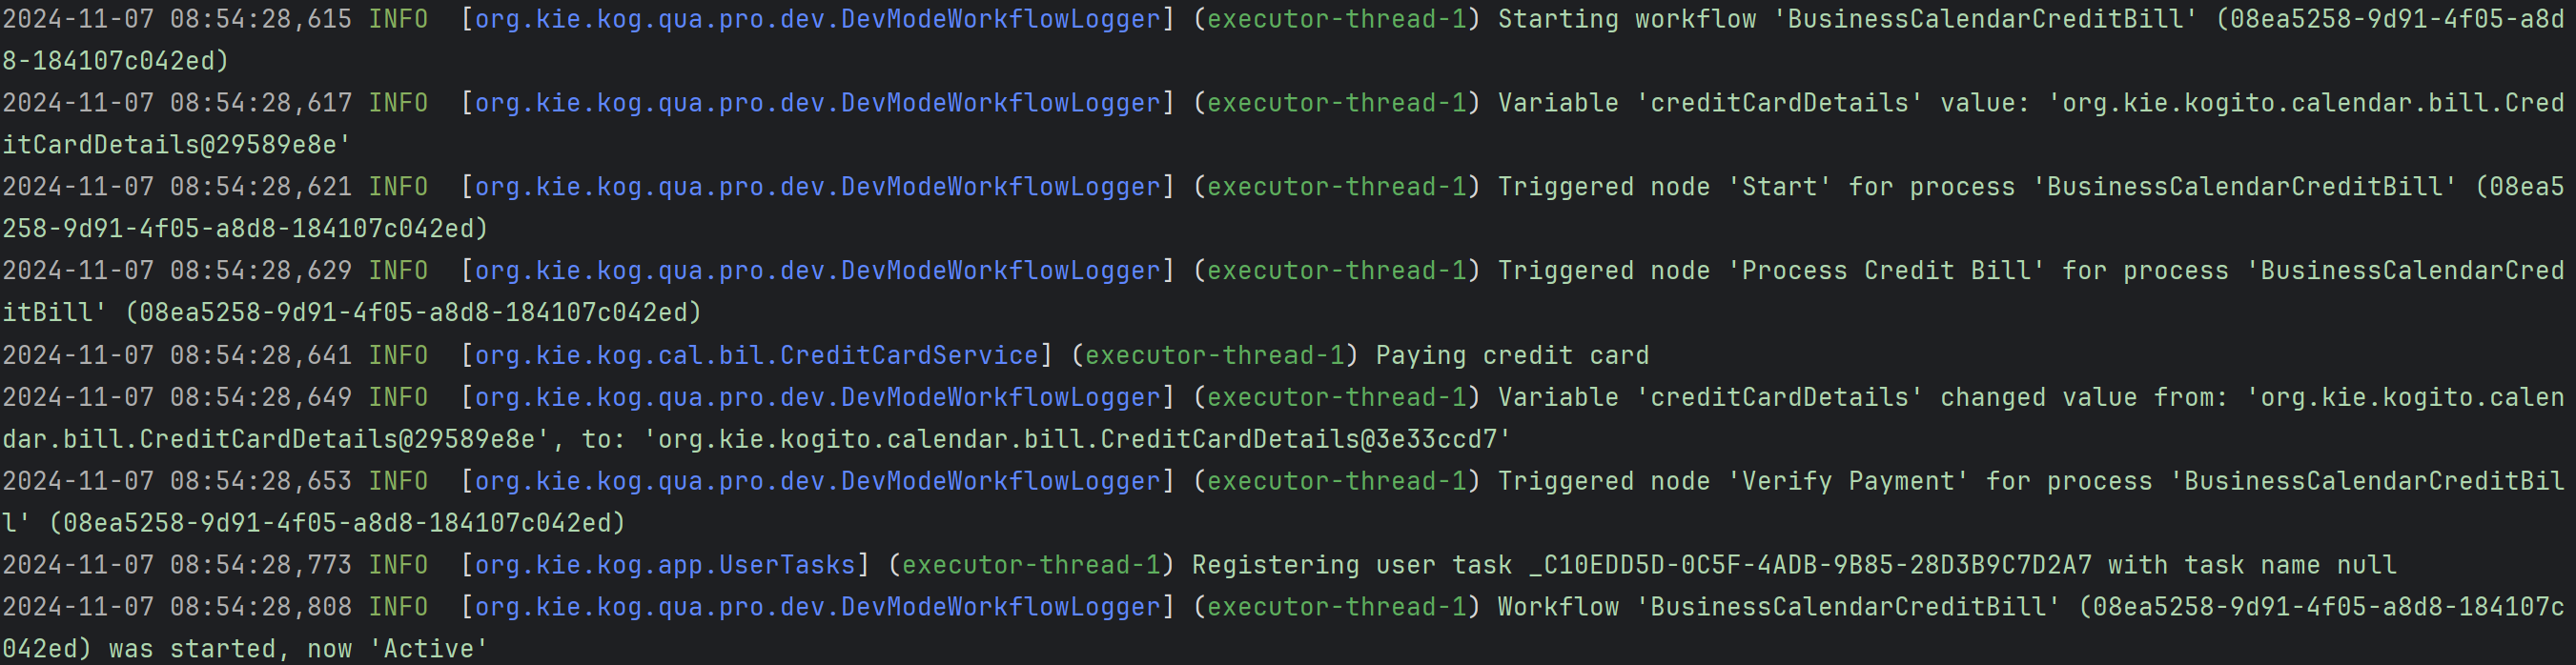 2024-11-07 08:54:28,615 INFO  [org.kie.kog.qua.pro.dev.DevModeWorkflowLogger] (executor-thread-1) Starting workflow 'BusinessCalendarCreditBill' (08ea5258-9d91-4f05-a8d
8-184107c042ed)
2024-11-07 08:54:28,617 INFO  [org.kie.kog.qua.pro.dev.DevModeWorkflowLogger] (executor-thread-1) Variable 'creditCardDetails' value: 'org.kie.kogito.calendar.bill.Cred
itCardDetails@29589e8e'
2024-11-07 08:54:28,621 INFO  [org.kie.kog.qua.pro.dev.DevModeWorkflowLogger] (executor-thread-1) Triggered node 'Start' for process 'BusinessCalendarCreditBill' (08ea5
258-9d91-4f05-a8d8-184107c042ed)
2024-11-07 08:54:28,629 INFO  [org.kie.kog.qua.pro.dev.DevModeWorkflowLogger] (executor-thread-1) Triggered node 'Process Credit Bill' for process 'BusinessCalendarCred
itBill' (08ea5258-9d91-4f05-a8d8-184107c042ed)
2024-11-07 08:54:28,641 INFO  [org.kie.kog.cal.bil.CreditCardService] (executor-thread-1) Paying credit card
2024-11-07 08:54:28,649 INFO  [org.kie.kog.qua.pro.dev.DevModeWorkflowLogger] (executor-thread-1) Variable 'creditCardDetails' changed value from: 'org.kie.kogito.calen
dar.bill.CreditCardDetails@29589e8e', to: 'org.kie.kogito.calendar.bill.CreditCardDetails@3e33ccd7'
2024-11-07 08:54:28,653 INFO  [org.kie.kog.qua.pro.dev.DevModeWorkflowLogger] (executor-thread-1) Triggered node 'Verify Payment' for process 'BusinessCalendarCreditBil
l' (08ea5258-9d91-4f05-a8d8-184107c042ed)
2024-11-07 08:54:28,773 INFO  [org.kie.kog.app.UserTasks] (executor-thread-1) Registering user task _C10EDD5D-0C5F-4ADB-9B85-28D3B9C7D2A7 with task name null
2024-11-07 08:54:28,808 INFO  [org.kie.kog.qua.pro.dev.DevModeWorkflowLogger] (executor-thread-1) Workflow 'BusinessCalendarCreditBill' (08ea5258-9d91-4f05-a8d8-184107c
042ed) was started, now 'Active'